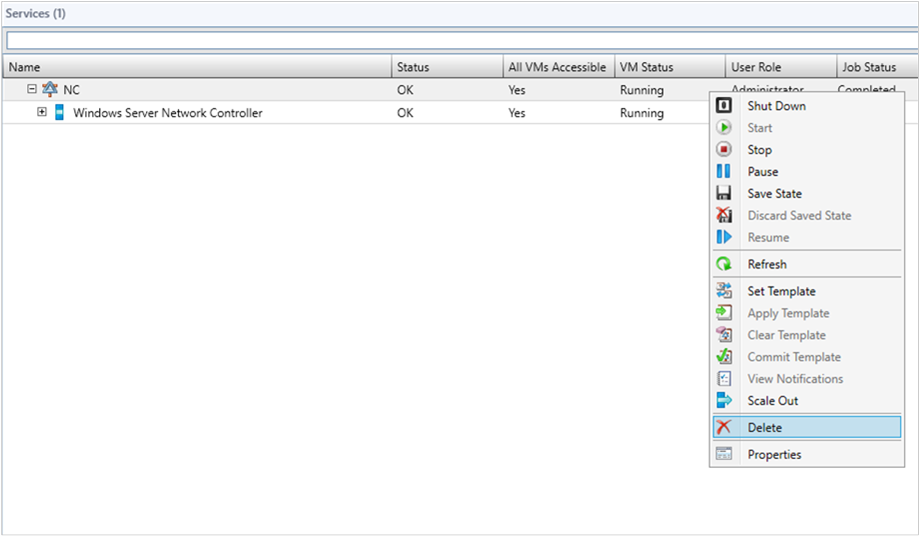 Services (1)
Name Status All VMs Accessible VM Status User Role Job Status
NC OK Yes Running Administrator Completed
Windows Server Network Controller OK Yes Running
Shut Down
Start
Stop
Pause
Save State
Discard Saved State
Resume
Refresh
Set Template
Apply Template
Clear Template
Commit Template
View Notifications
Scale Out
Delete
Properties